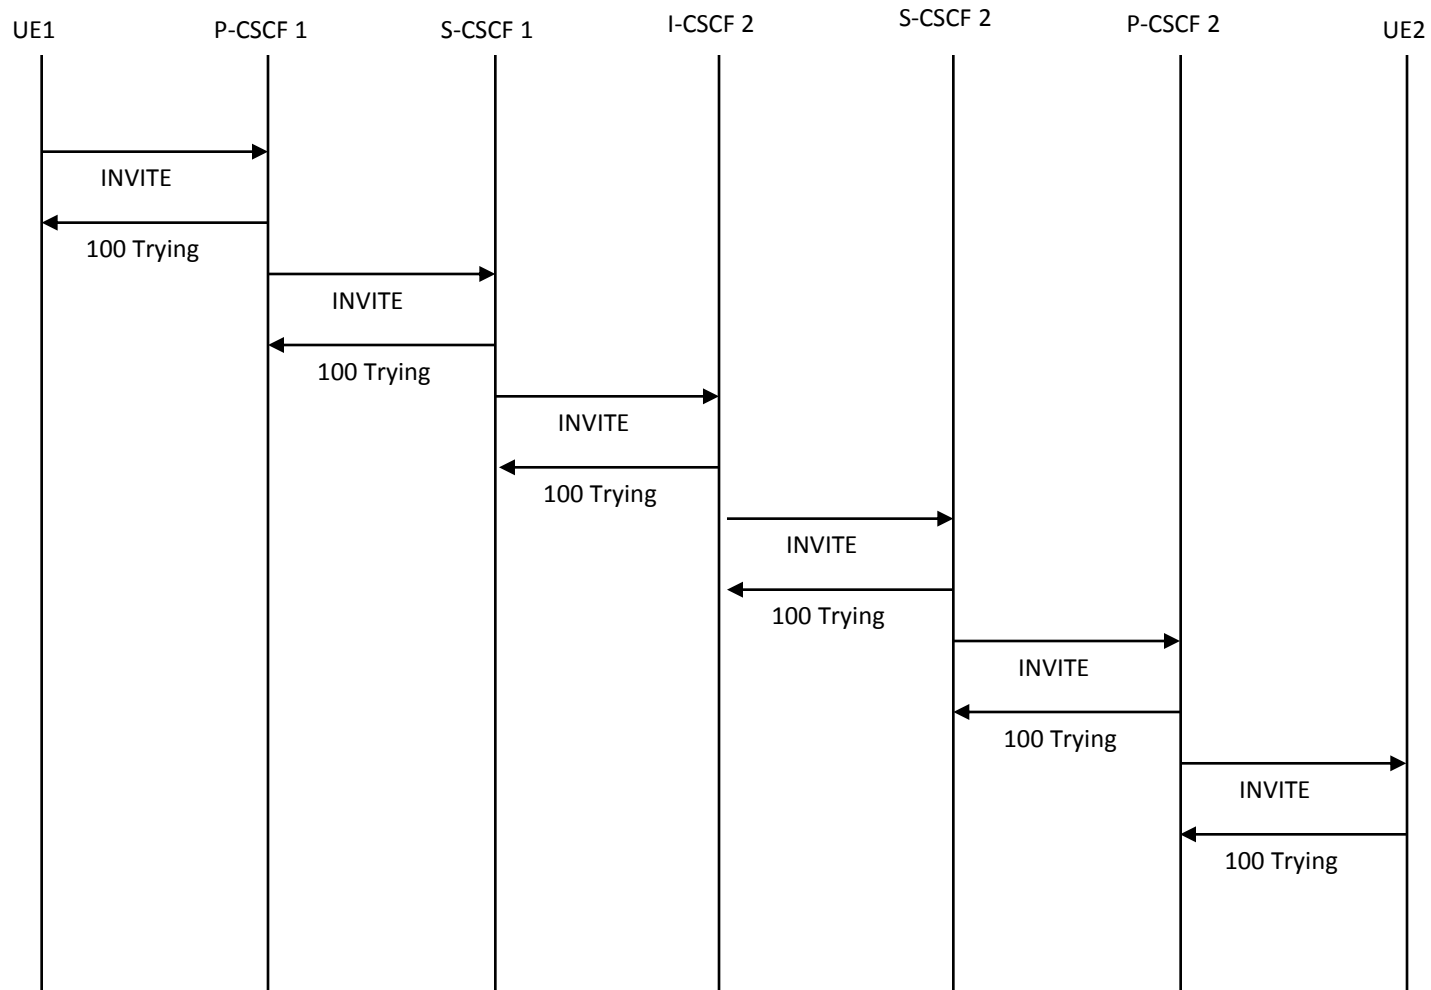 UE1
P-CSCF 1
S-CSCF 1
I-CSCF 2
S-CSCF 2
P-CSCF 2
UE2
INVITE
100 Trying
INVITE
100 Trying
INVITE
100 Trying
INVITE
100 Trying
INVITE
100 Trying
INVITE
100 Trying